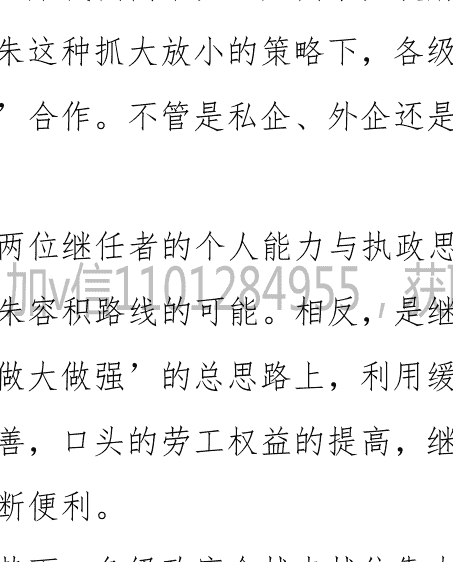 朱这种抓大放小的策略下，各级
’合作。不管是私企、外企还是
两位继任者的个人能力与执政思
加v信1101284955，获
朱容积路线的可能。相反，是继
做大做强’的总思路上，利用缓
善，口头的劳工权益的提高，继
断便利。